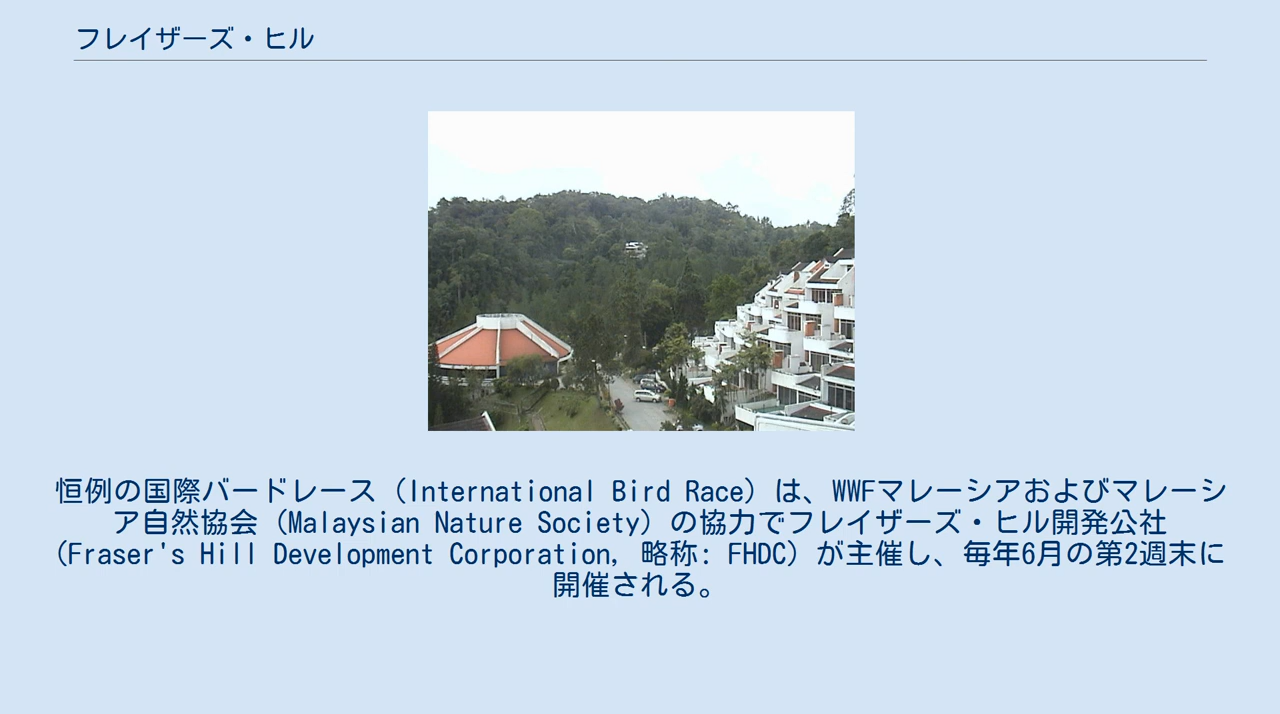 フレイザーズ・ヒル
恒例の国際バードレース（International Bird Race）は、WWFマレーシアおよびマレーシ
ア自然協会（Malaysian Nature Society）の協力でフレイザーズ・ヒル開発公社
（Fraser's Hill Development Corporation, 略称: FHDC）が主催し、毎年6月の第2週末に
開催される。